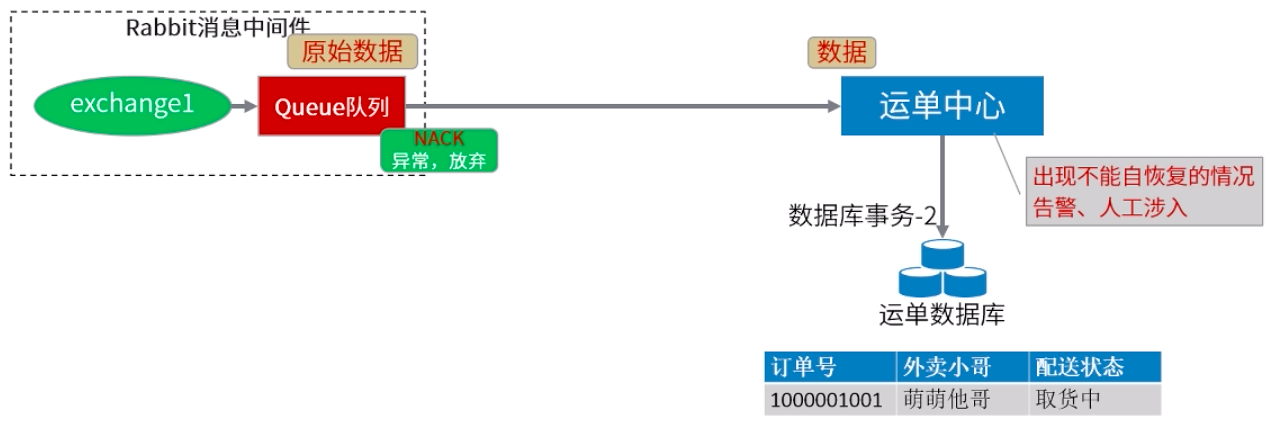 Rabbit消息中间件
原始数据
数据
exchange1
Queue队列
运单中心
NACK
异常，放弃
出现不能自恢复的情况
告警、人工涉入
数据库事务-2
运单数据库
订单号 外卖小哥 配送状态
1000001001 萌萌他哥 取货中